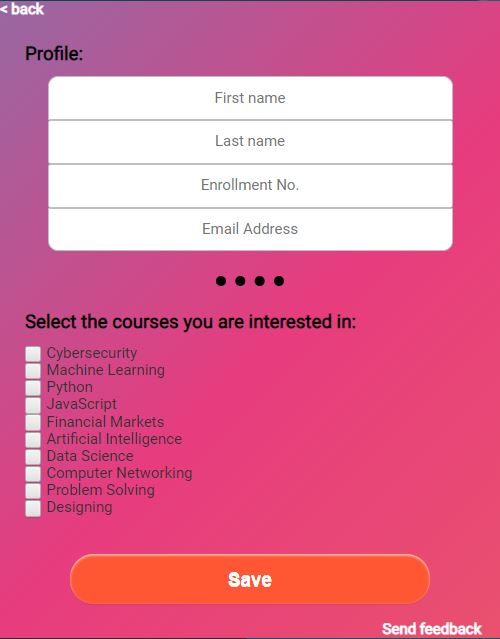 < back
Profile:
First name
Last name
Enrollment No.
Email Address
Select the courses you are interested in:
Cybersecurity
Machine Learning
Python
JavaScript
Financial Markets
Artificial Intelligence
Data Science
Computer Networking
Problem Solving
Designing
Save
Send feedback